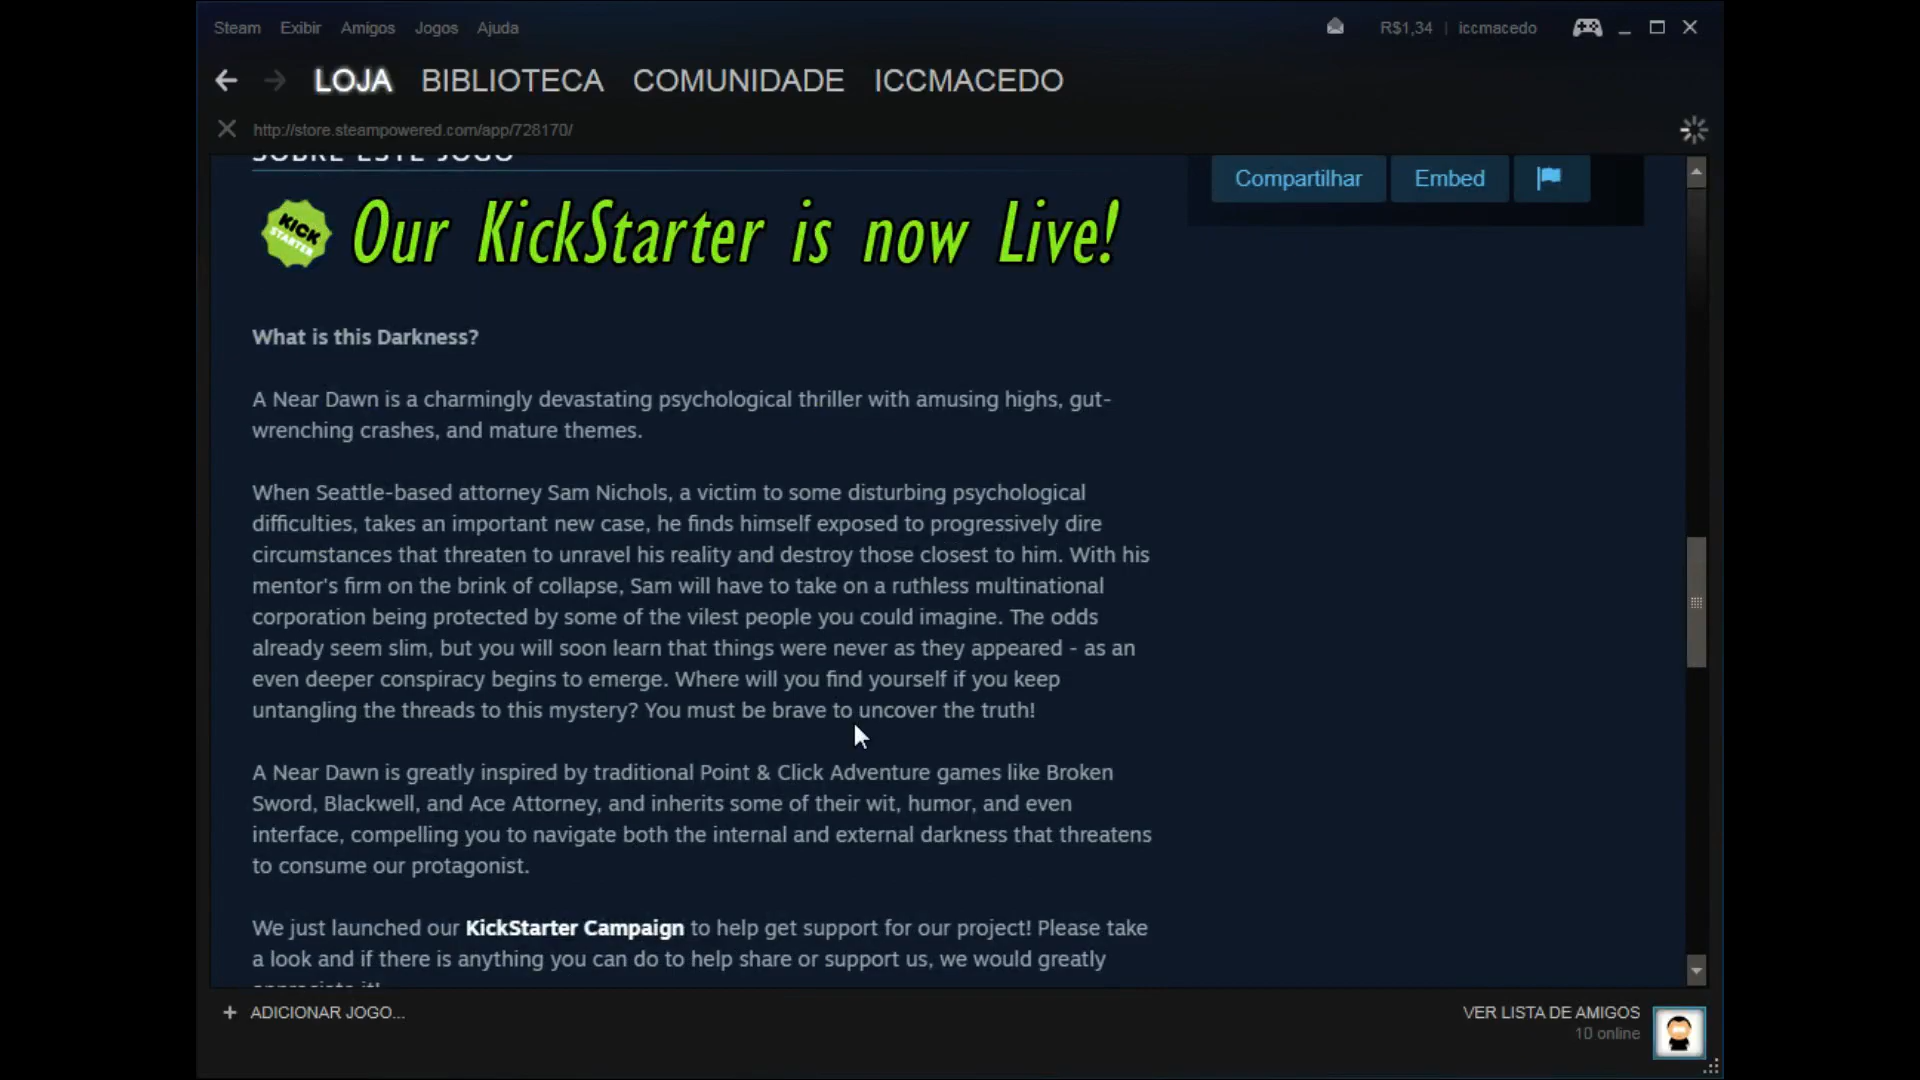 Steam Exibir Amigos Jogos Ajuda R$1,34 | iccmacedo
LOJA BIBLIOTECA COMUNIDADE ICCMACEDO
http://store.steampowered.com/app/728170/
SOBRE ESTE JOGO
Compartilhar Embed
KICK
STARTER
Our KickStarter is now Live!
What is this Darkness?
A Near Dawn is a charmingly devastating psychological thriller with amusing highs, gut-
wrenching crashes, and mature themes.
When Seattle-based attorney Sam Nichols, a victim to some disturbing psychological
difficulties, takes an important new case, he finds himself exposed to progressively dire
circumstances that threaten to unravel his reality and destroy those closest to him. With his
mentor's firm on the brink of collapse, Sam will have to take on a ruthless multinational
corporation being protected by some of the vilest people you could imagine. The odds
already seem slim, but you will soon learn that things were never as they appeared - as an
even deeper conspiracy begins to emerge. Where will you find yourself if you keep
untangling the threads to this mystery? You must be brave to uncover the truth!
A Near Dawn is greatly inspired by traditional Point & Click Adventure games like Broken
Sword, Blackwell, and Ace Attorney, and inherits some of their wit, humor, and even
interface, compelling you to navigate both the internal and external darkness that threatens
to consume our protagonist.
We just launched our KickStarter Campaign to help get support for our project! Please take
a look and if there is anything you can do to help share or support us, we would greatly
appreciate it!
+ ADICIONAR JOGO...
VER LISTA DE AMIGOS
10 online